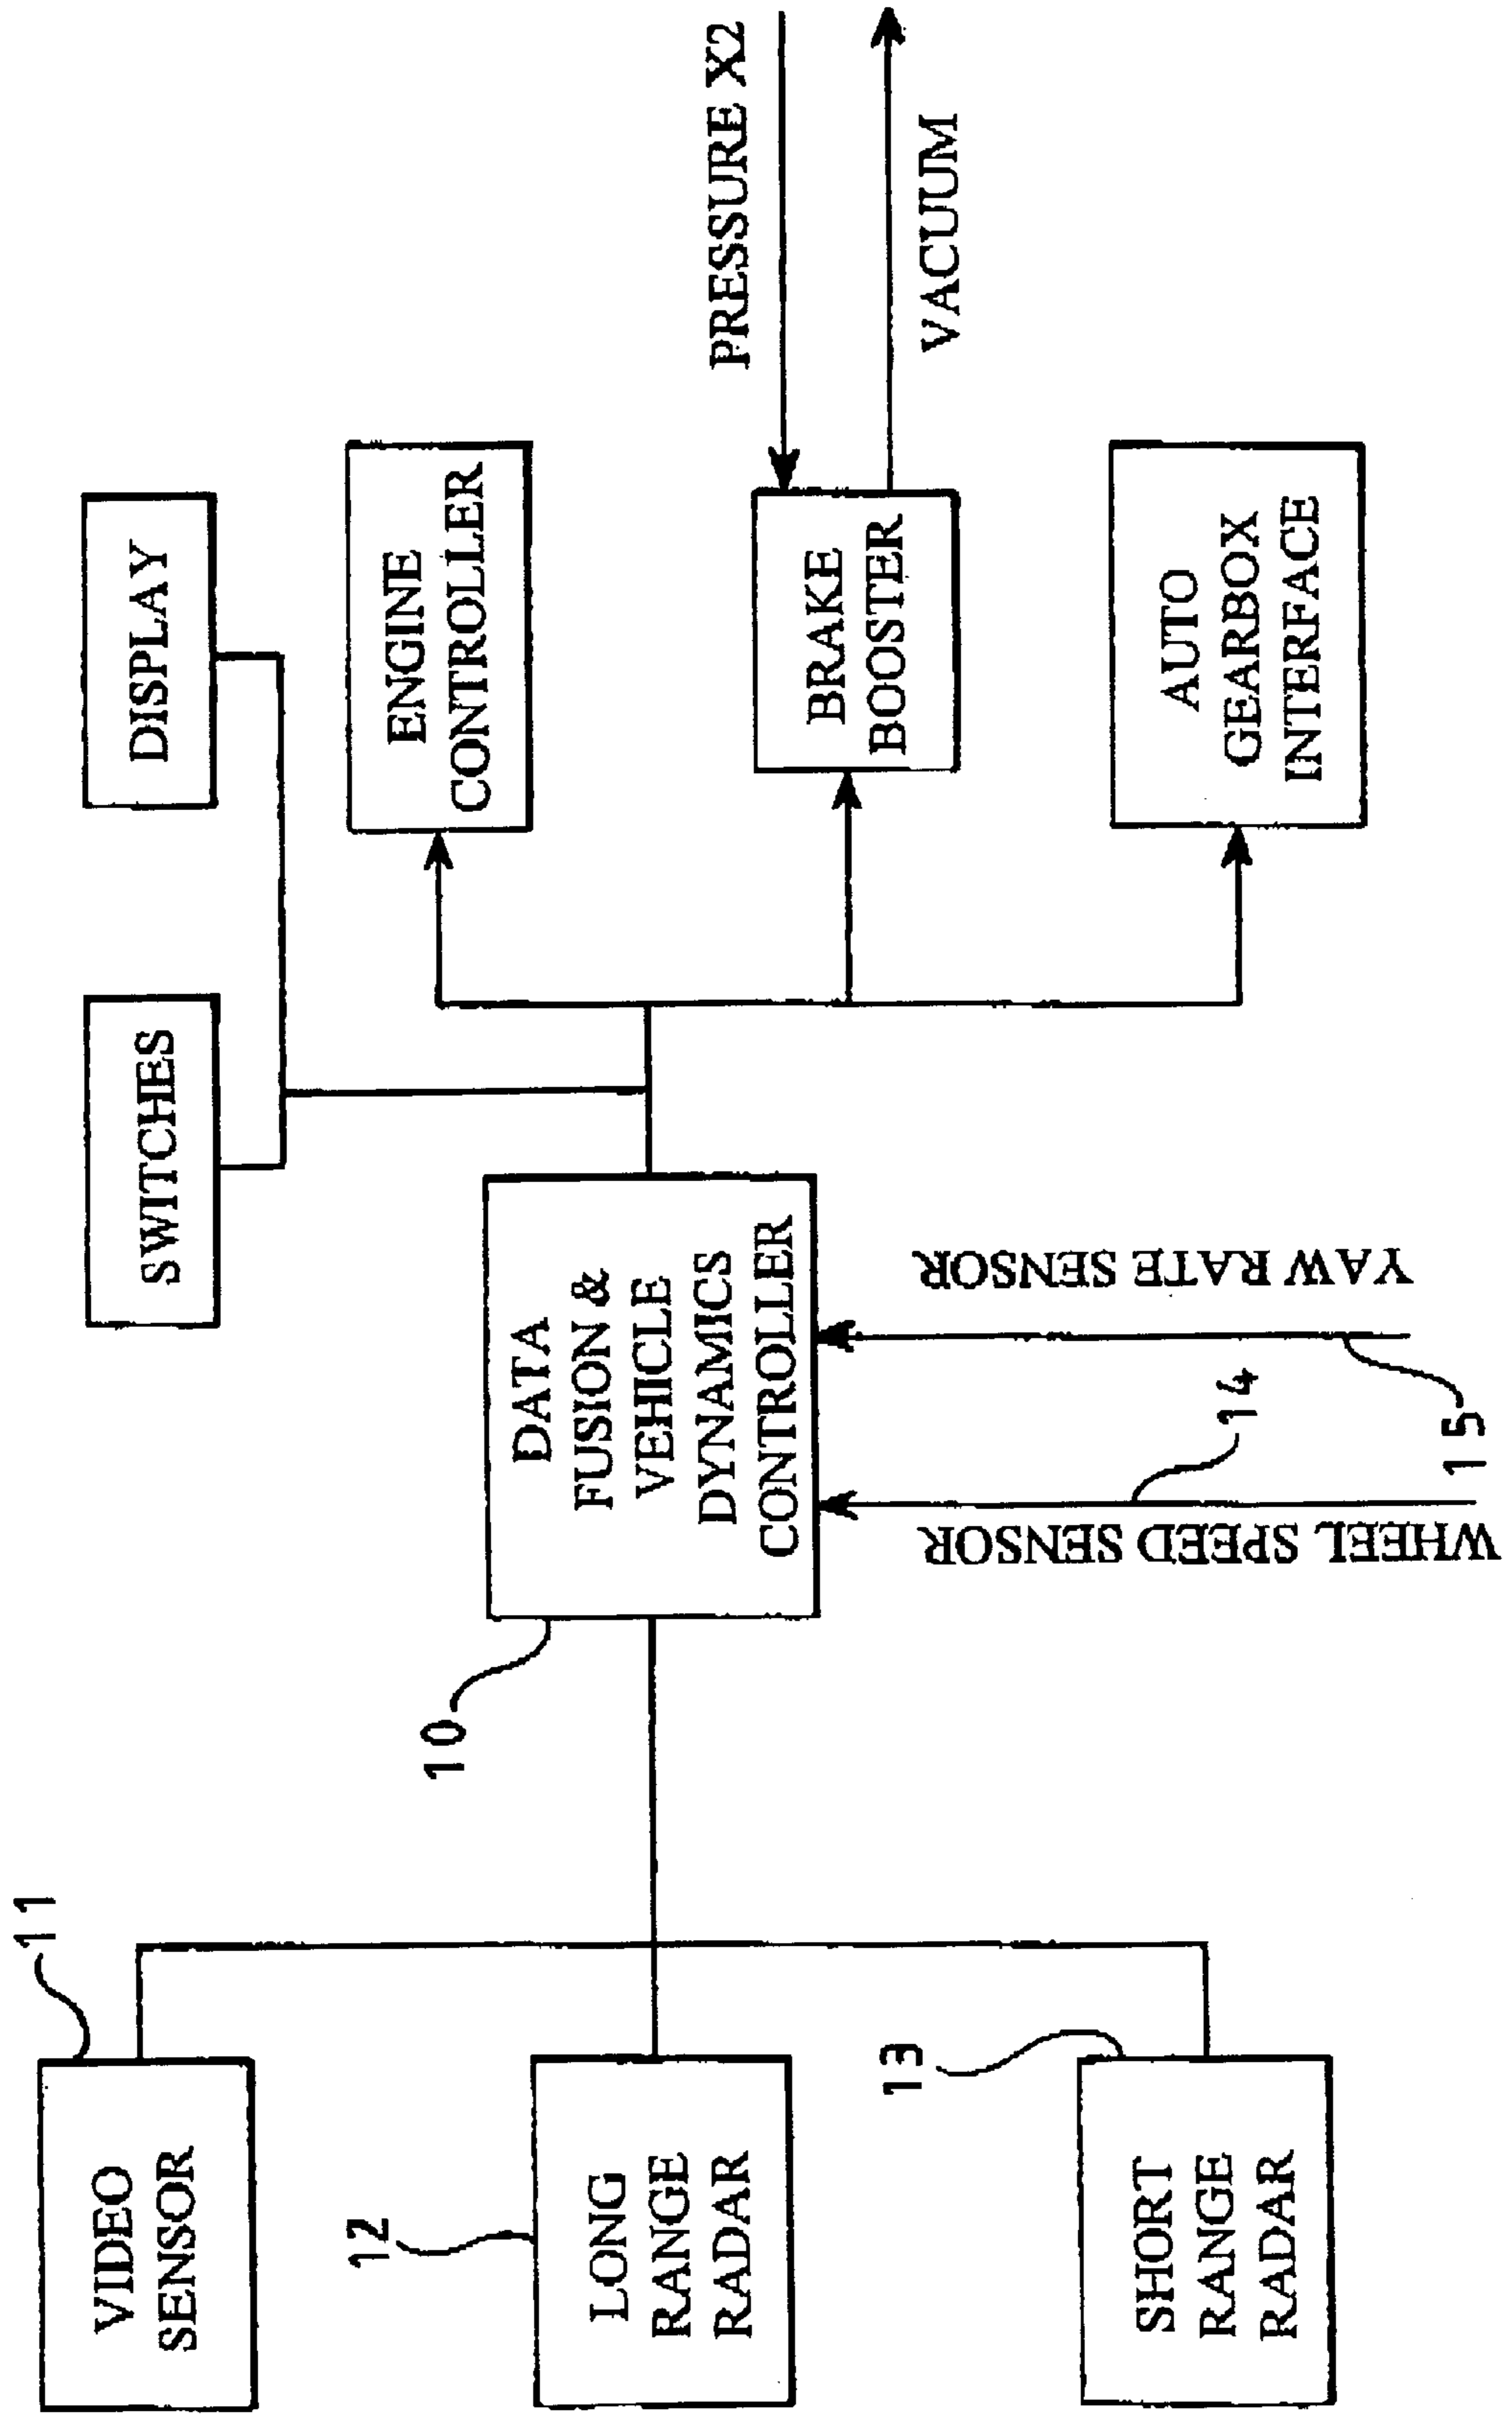 VIDEO
SENSOR
11
LONG
RANGE
RADAR
12
SHORT
RANGE
RADAR
13
DATA
FUSION &
VEHICLE
DYNAMICS
CONTROLLER
10
WHEEL SPEED SENSOR
14
YAW RATE SENSOR
15
SWITCHES
DISPLAY
ENGINE
CONTROLLER
BRAKE
BOOSTER
AUTO
GEARBOX
INTERFACE
PRESSURE X2
VACUUM